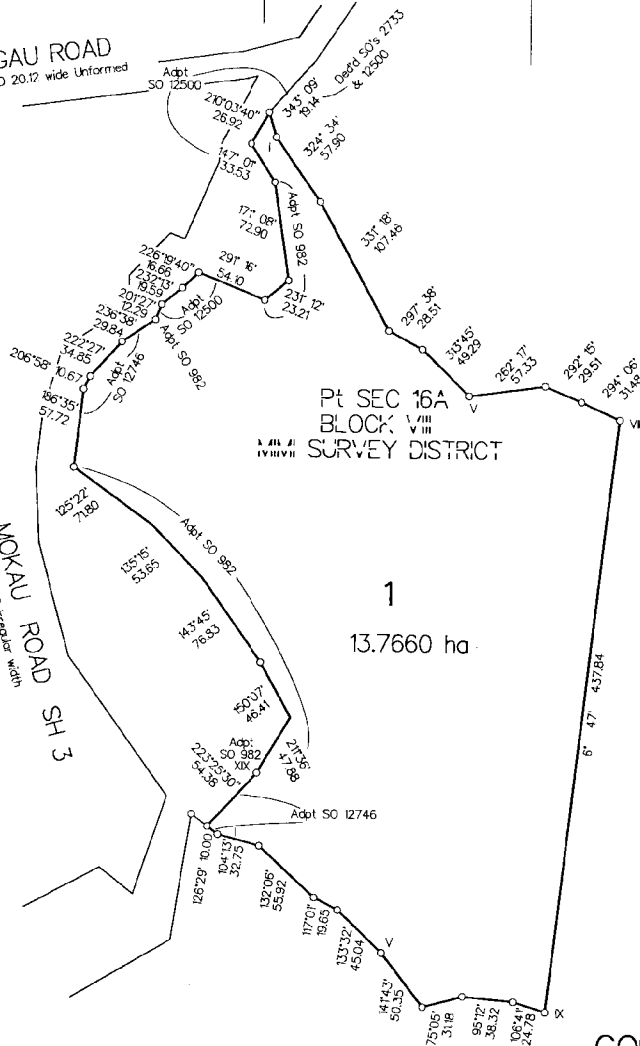 GAU ROAD
20.12 wide Unformed
Adpt
SO 12500
210°03'40"
26.92
343° 09'
19.14
Ded'd SO's 2733
& 12500
147° 01'
33.53
324° 34'
57.90
171° 08'
72.90
Adpt SO 982
331° 18'
107.46
226°19'40"
16.66
232°13'
19.59
201°27'
12.29
236°38'
29.84
222°27'
34.85
206°58' 10.67
186°35'
57.72
291° 16'
54.10
Adpt
SO 12500
231° 12'
23.21
Adpt SO 982
Adpt
SO 12746
297° 38'
28.51
313°45'
49.29
262° 17'
57.33
292° 15'
29.51
294° 06'
31.48
V
VII
Pt SEC 16A
BLOCK VIII
MIMI SURVEY DISTRICT
125°22'
71.80
Adpt SO 982
135°15'
53.65
143°45'
76.83
150°07'
46.41
MOKAU ROAD SH 3
irregular width
1
13.7660 ha
437.84
6° 47'
Adpt
SO 982
XIX
211°36'
47.88
223°25'30"
54.38
Adpt SO 12746
126°29' 10.00
104°13'
32.75
132°06'
55.92
117°01'
19.65
133°32'
45.04
V
141°43'
50.35
75°05'
31.18
95°12'
38.32
106°41'
24.78
IX